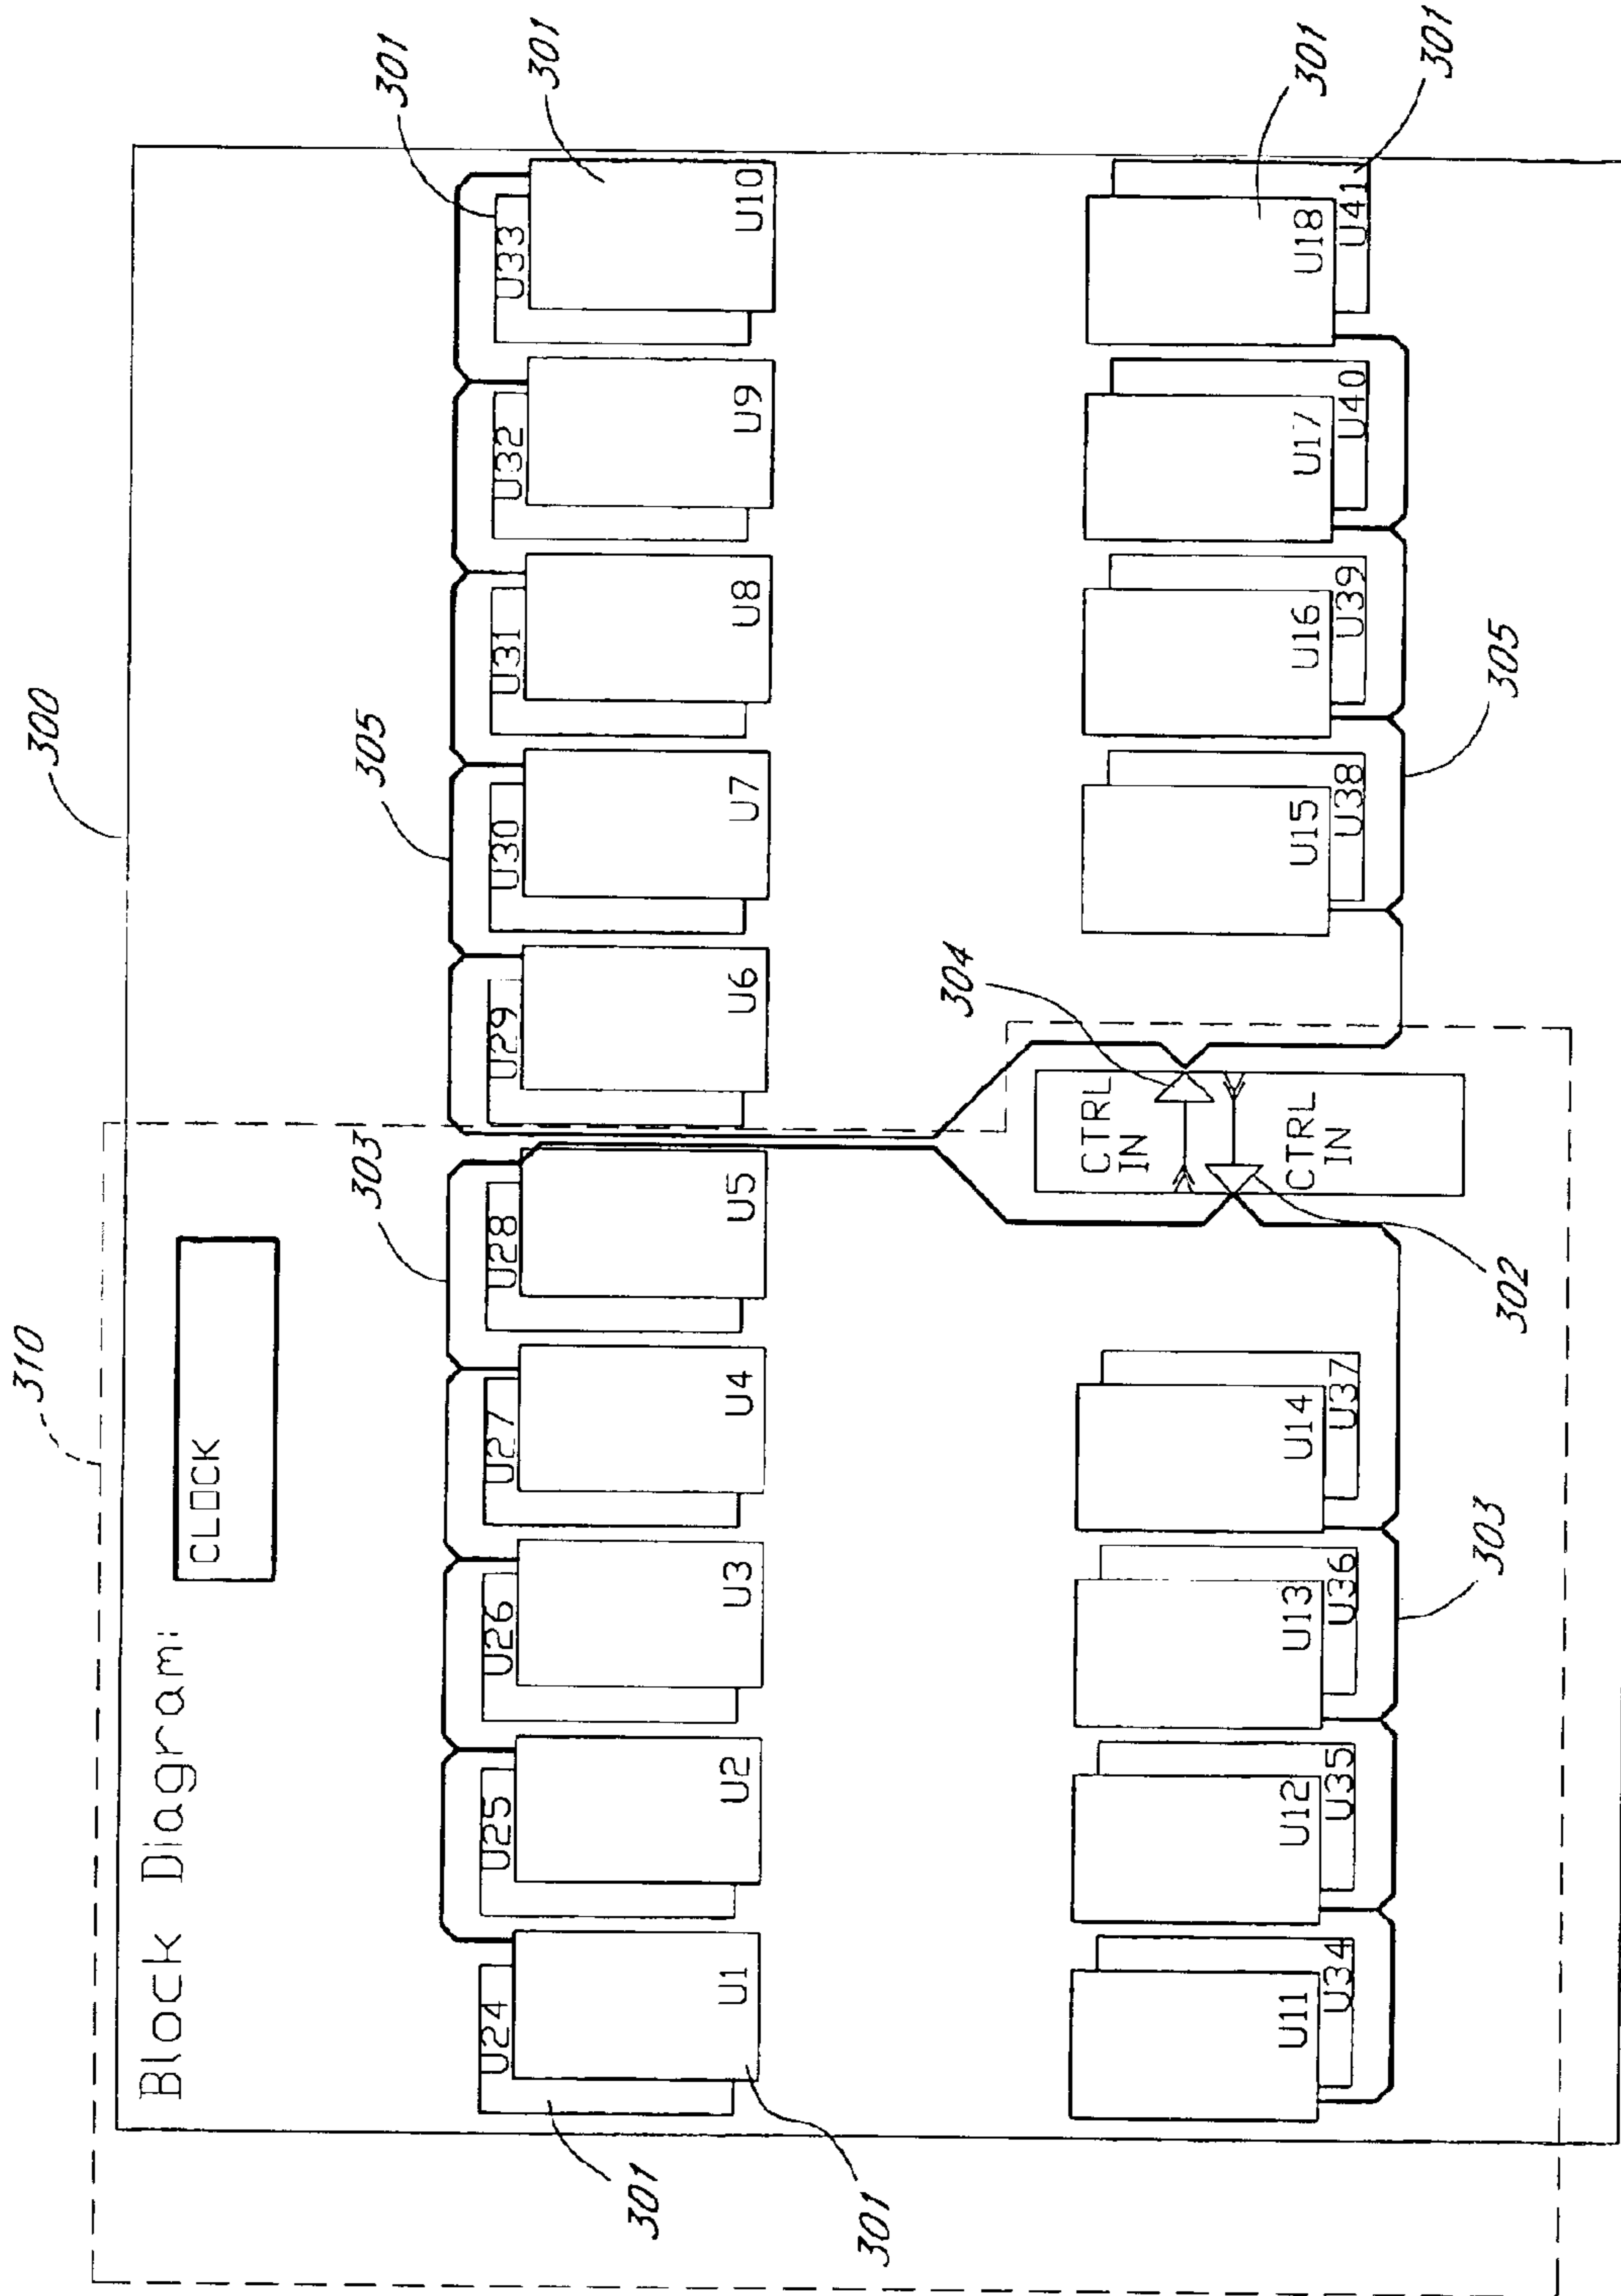 310
300
Block Diagram:
CLOCK
303
305
301
U24 U25 U26 U27 U28 U29 U30 U31 U32 U33
301
301
U1 U2 U3 U4 U5 U6 U7 U8 U9 U10
301
304
CTRL
IN
U11 U12 U13 U14
CTRL
IN
U15 U16 U17 U18
301
U34 U35 U36 U37 U38 U39 U40 U41
301
303
302
305